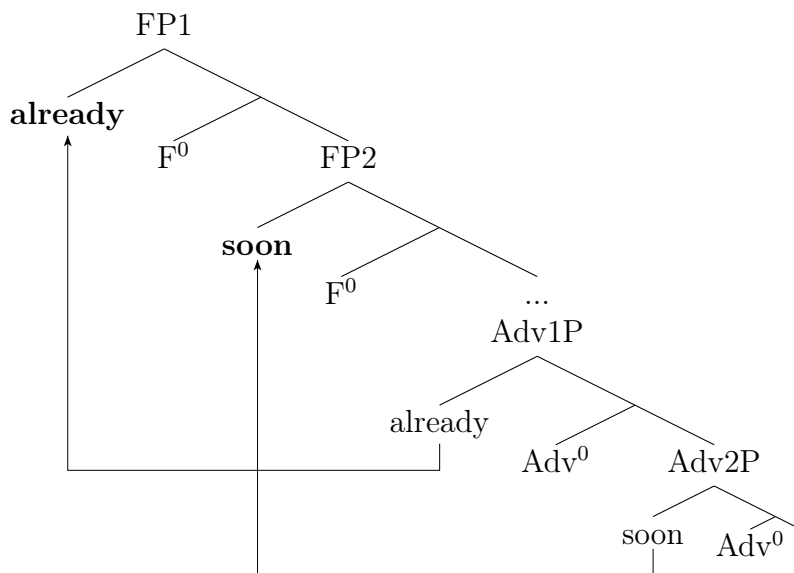 FP1
already
F⁰
FP2
soon
F⁰
...
Adv1P
already
Adv⁰
Adv2P
soon
Adv⁰